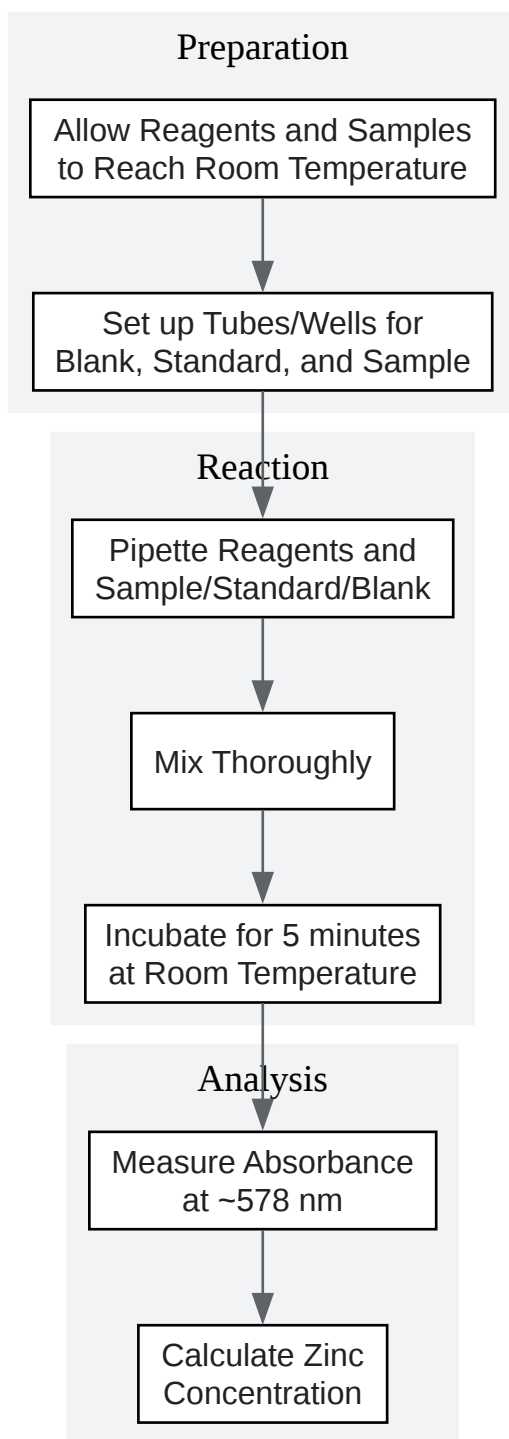 Preparation
Allow Reagents and Samples
to Reach Room Temperature
Set up Tubes/Wells for
Blank, Standard, and Sample
Reaction
Pipette Reagents and
Sample/Standard/Blank
Mix Thoroughly
Incubate for 5 minutes
at Room Temperature
Analysis
Measure Absorbance
at ~578 nm
Calculate Zinc
Concentration